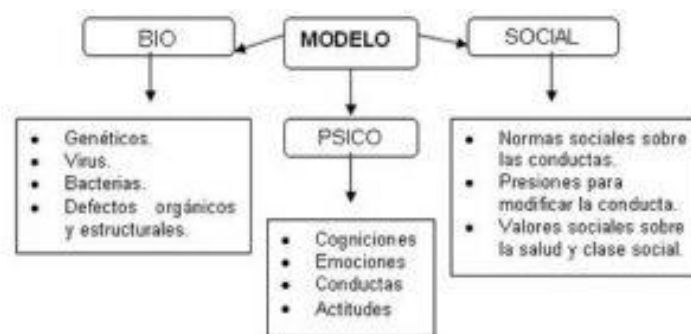 BIO
MODELO
SOCIAL
PSICO
• Genéticos.
• Virus.
• Bacterias.
• Defectos orgánicos
y estructurales.
• Cogniciones
• Emociones
• Conductas
• Actitudes
• Normas sociales sobre
las conductas.
• Presiones para
modificar la conducta.
• Valores sociales sobre
la salud y clase social.